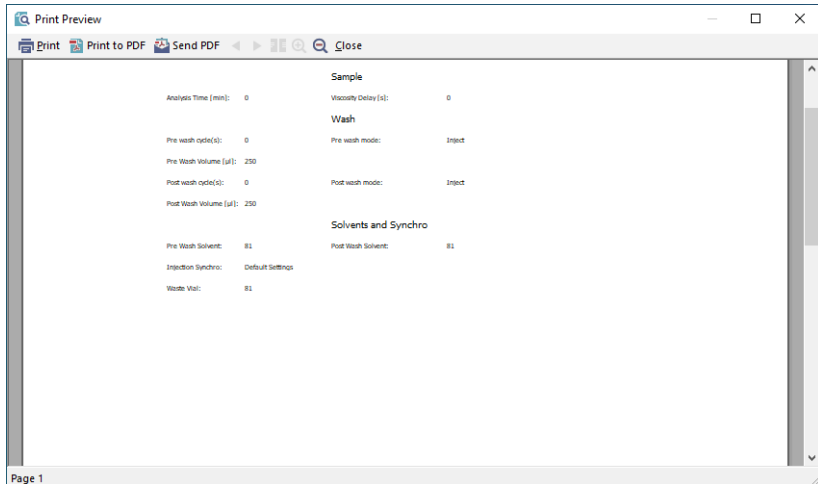 Print Preview
Print Print to PDF Send PDF Close
Sample
Analysis Time [min]: 0 Viscosity Delay [s]: 0
Wash
Pre wash cycle(s): 0 Pre wash mode: Inject
Pre Wash Volume [µl]: 250
Post wash cycle(s): 0 Post wash mode: Inject
Post Wash Volume [µl]: 250
Solvents and Synchro
Pre Wash Solvent: 81 Post Wash Solvent: 81
Injection Synchro: Default Settings
Waste Vial: 81
Page 1